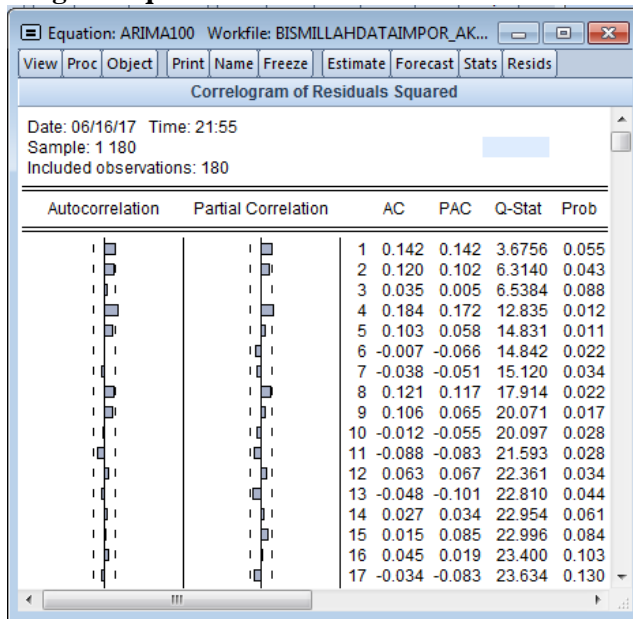 Equation: ARIMA100 Workfile: BISMILLAHDATAIMPOR_AK...
View Proc Object Print Name Freeze Estimate Forecast Stats Resids
Correlogram of Residuals Squared
Date: 06/16/17 Time: 21:55
Sample: 1 180
Included observations: 180
Autocorrelation Partial Correlation AC PAC Q-Stat Prob
1 0.142 0.142 3.6756 0.055
2 0.120 0.102 6.3140 0.043
3 0.035 0.005 6.5384 0.088
4 0.184 0.172 12.835 0.012
5 0.103 0.058 14.831 0.011
6 -0.007 -0.066 14.842 0.022
7 -0.038 -0.051 15.120 0.034
8 0.121 0.117 17.914 0.022
9 0.106 0.065 20.071 0.017
10 -0.012 -0.055 20.097 0.028
11 -0.088 -0.083 21.593 0.028
12 0.063 0.067 22.361 0.034
13 -0.048 -0.101 22.810 0.044
14 0.027 0.034 22.954 0.061
15 0.015 0.085 22.996 0.084
16 0.045 0.019 23.400 0.103
17 -0.034 -0.083 23.634 0.130